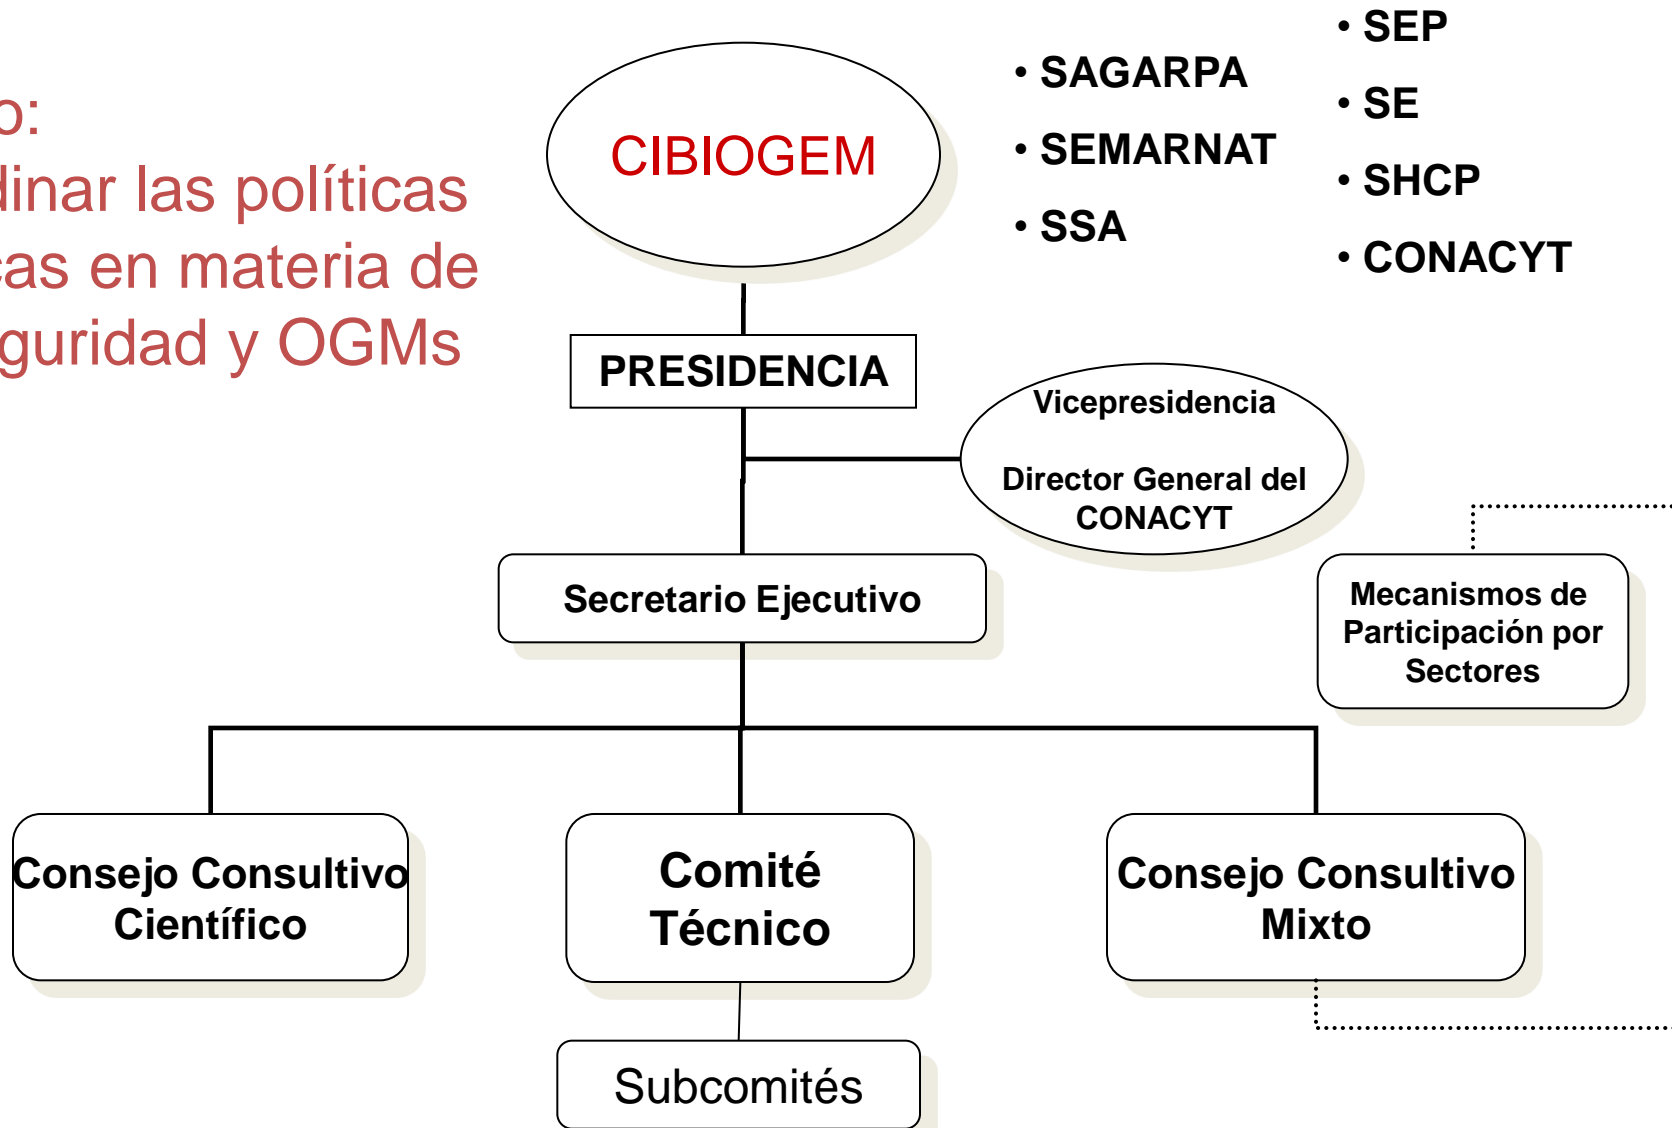 o:
dinar las políticas
cas en materia de
guridad y OGMs
CIBIOGEM
• SAGARPA
• SEMARNAT
• SSA
• SEP
• SE
• SHCP
• CONACYT
PRESIDENCIA
Vicepresidencia
Director General del
CONACYT
Secretario Ejecutivo
Mecanismos de
Participación por
Sectores
Consejo Consultivo
Científico
Comité
Técnico
Consejo Consultivo
Mixto
Subcomités